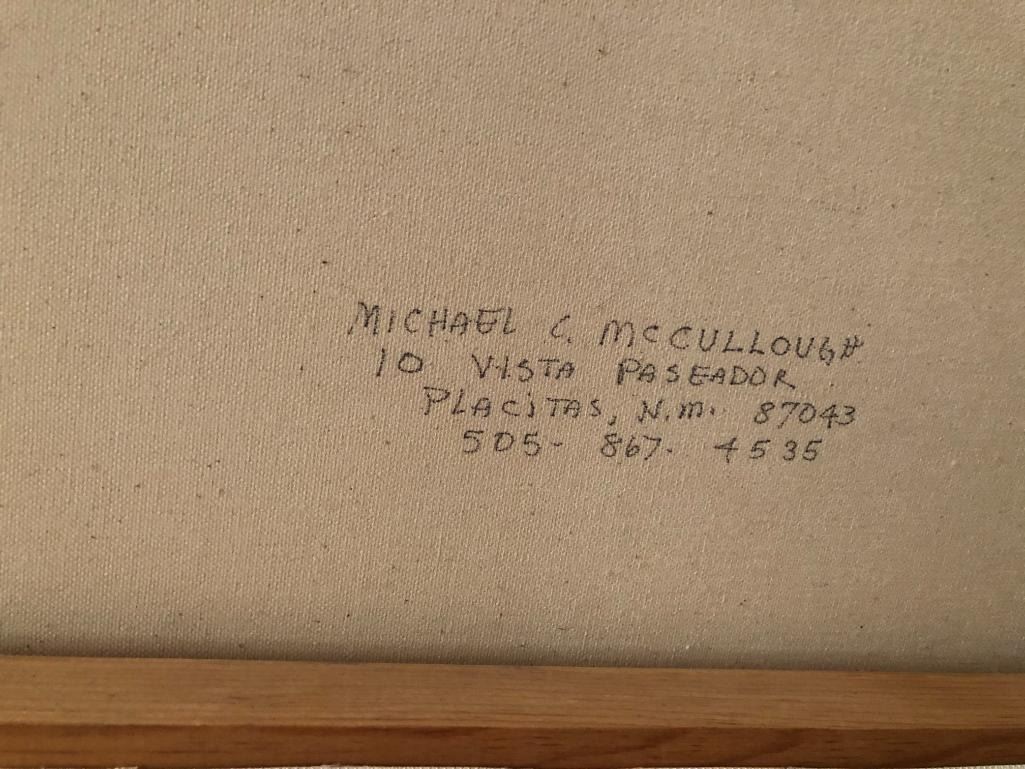 MICHAEL C. MCCULLOUGH
10 VISTA PASEADOR
PLACITAS, N.M. 87043
505- 867. 4535